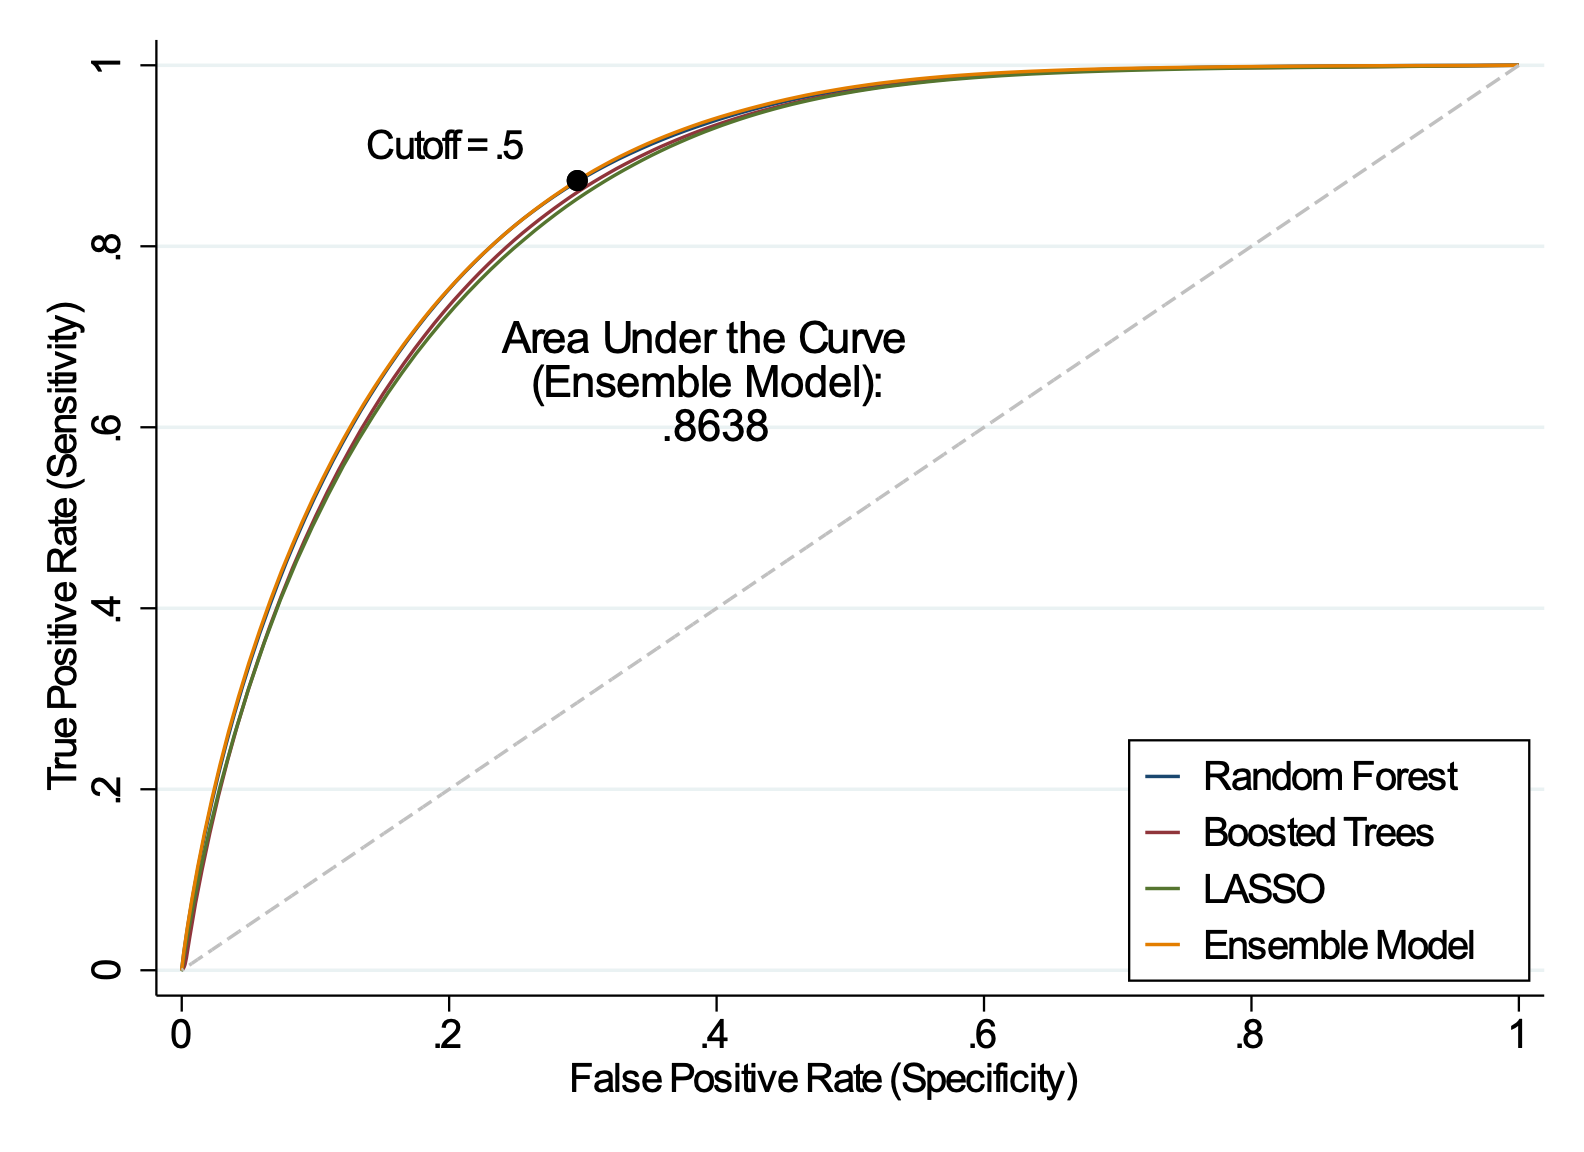 1
.8
.6
.4
.2
0
True Positive Rate (Sensitivity)
Cutoff = .5
Area Under the Curve
(Ensemble Model):
.8638
Random Forest
Boosted Trees
LASSO
Ensemble Model
0 .2 .4 .6 .8 1
False Positive Rate (Specificity)